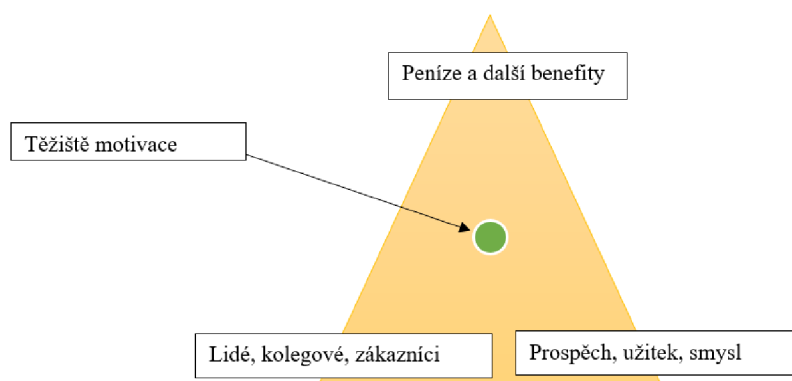 Peníze a další benefity
Těžiště motivace
Lidé, kolegové, zákazníci
Prospěch, užitek, smysl